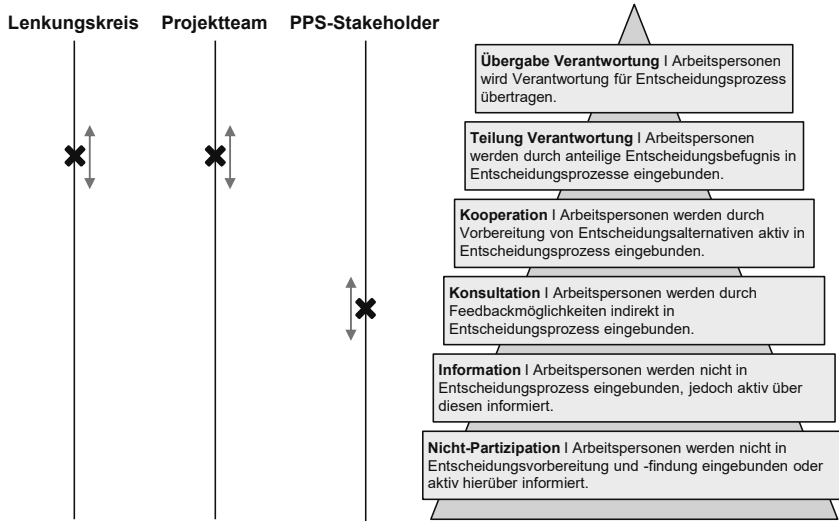 Lenkungskreis Projektteam PPS-Stakeholder
Übergabe Verantwortung I Arbeitspersonen
wird Verantwortung für Entscheidungsprozess
übertragen.
Teilung Verantwortung I Arbeitspersonen
werden durch anteilige Entscheidungsbefugnis in
Entscheidungsprozesse eingebunden.
Kooperation I Arbeitspersonen werden durch
Vorbereitung von Entscheidungsalternativen aktiv in
Entscheidungsprozess eingebunden.
Konsultation I Arbeitspersonen werden durch
Feedbackmöglichkeiten indirekt in
Entscheidungsprozess eingebunden.
Information I Arbeitspersonen werden nicht in
Entscheidungsprozess eingebunden, jedoch aktiv über
diesen informiert.
Nicht-Partizipation I Arbeitspersonen werden nicht in
Entscheidungsvorbereitung und -findung eingebunden oder
aktiv hierüber informiert.